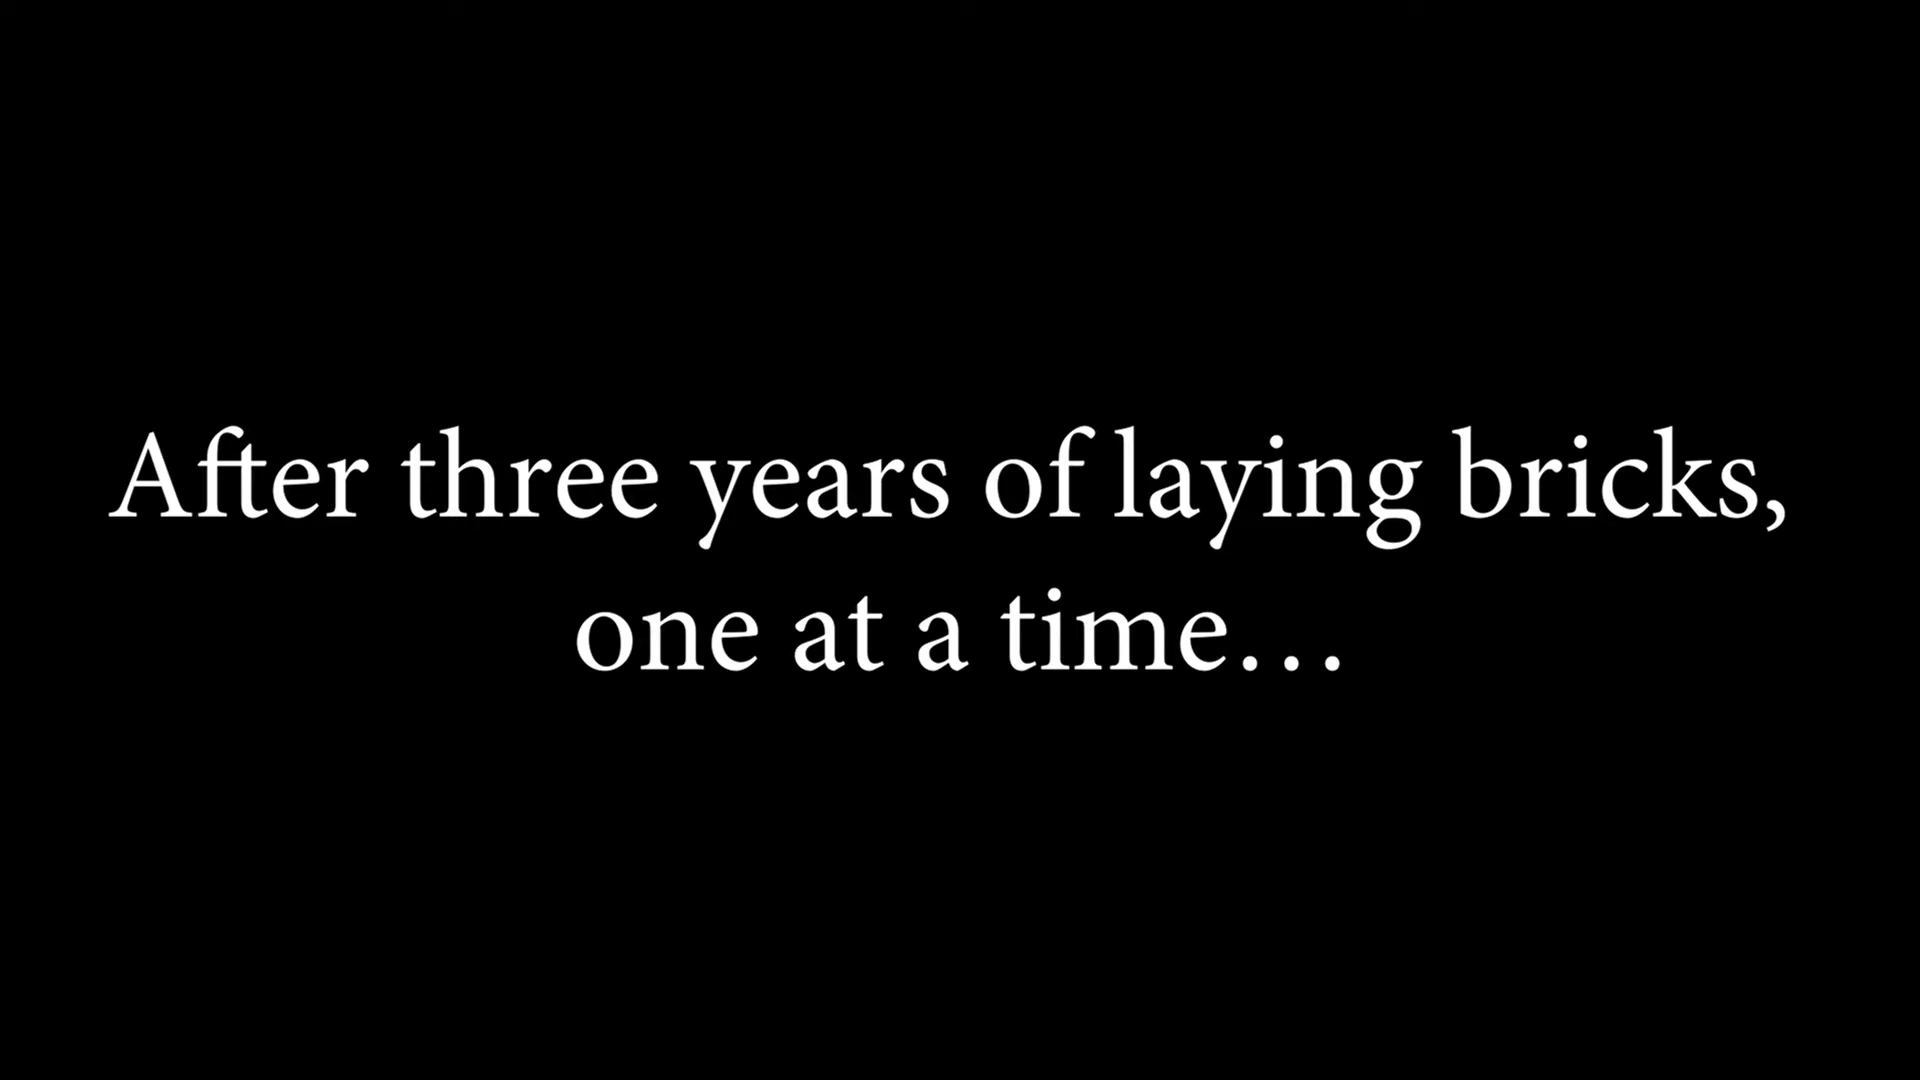 After three years of laying bricks,
one at a time…